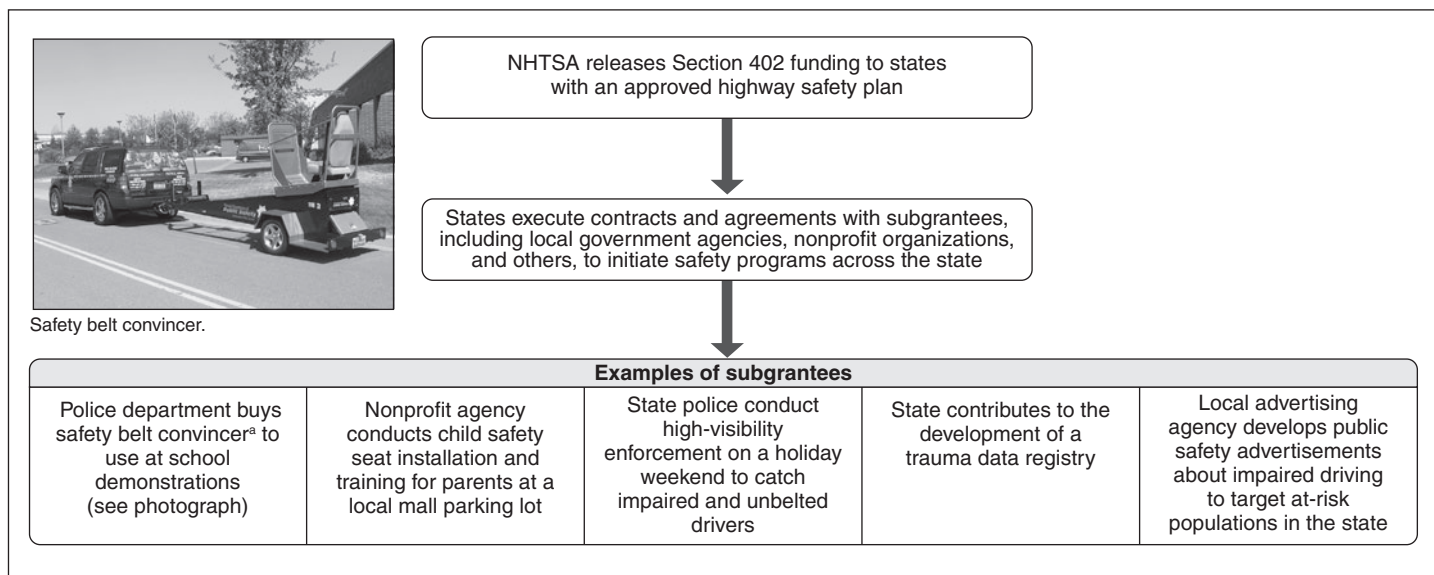 NHTSA releases Section 402 funding to states
with an approved highway safety plan
States execute contracts and agreements with subgrantees,
including local government agencies, nonprofit organizations,
and others, to initiate safety programs across the state
Safety belt convincer.
Examples of subgrantees
Police department buys
safety belt convincerᵃ to
use at school
demonstrations
(see photograph)
Nonprofit agency
conducts child safety
seat installation and
training for parents at a
local mall parking lot
State police conduct
high-visibility
enforcement on a holiday
weekend to catch
impaired and unbelted
drivers
State contributes to the
development of a
trauma data registry
Local advertising
agency develops public
safety advertisements
about impaired driving
to target at-risk
populations in the state